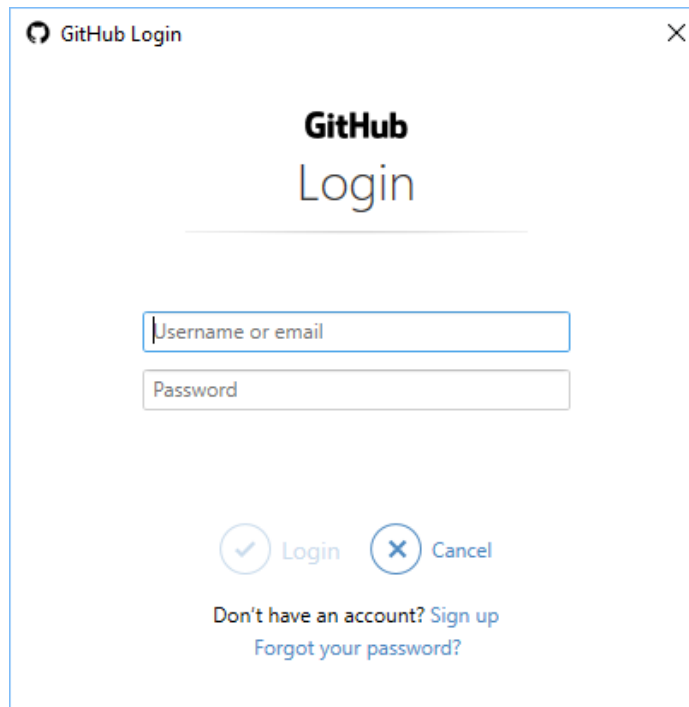 GitHub Login
GitHub
Login
Username or email
Password
Login Cancel
Don't have an account? Sign up
Forgot your password?